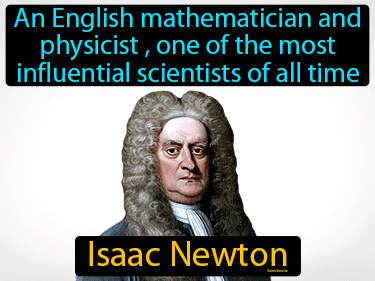 An English mathematician and
physicist , one of the most
influential scientists of all time
Isaac Newton